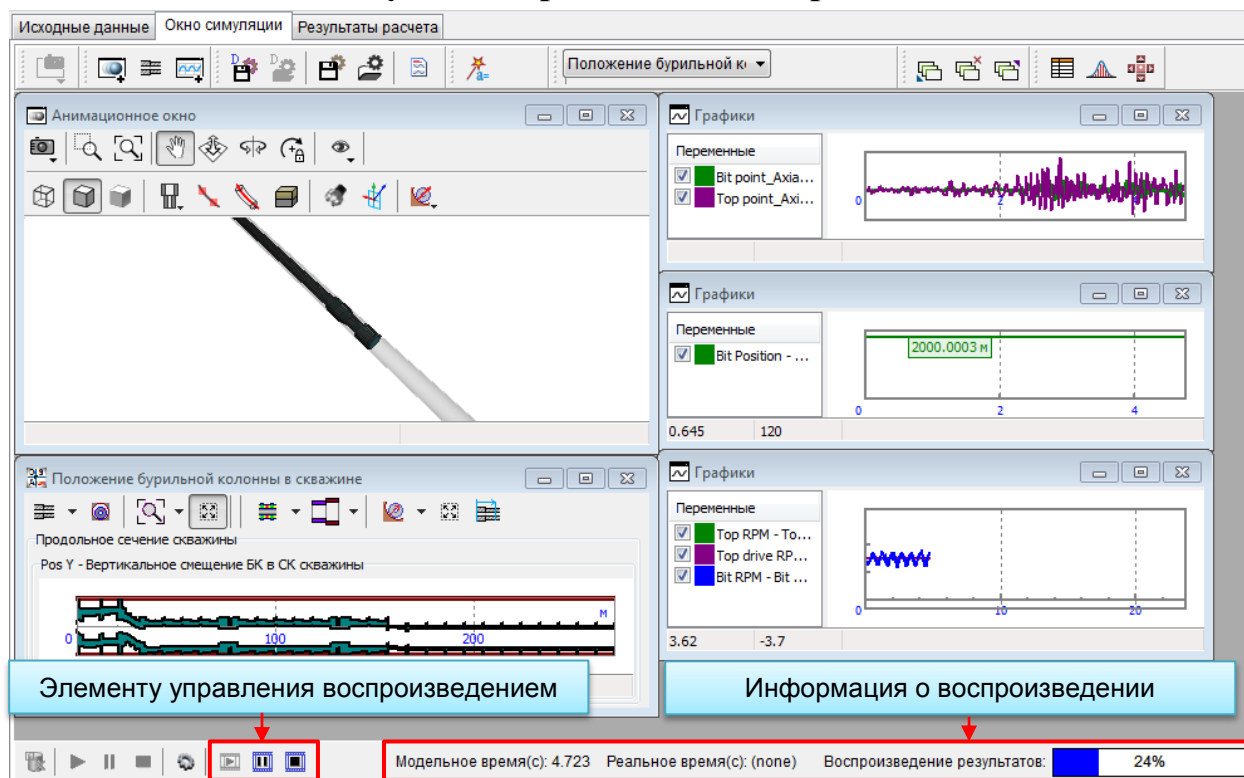 Исходные данные Окно симуляции Результаты расчета
Положение бурильной к
Анимационное окно
Положение бурильной колонны в скважине
Продольное сечение скважины
Pos Y - Вертикальное смещение БК в СК скважины
М
0 100 200
Графики
Переменные
Bit point_Axia...
Top point_Axi...
0 2 4
Графики
Переменные
Bit Position - ...
2000.0003 м
0 2 4
0.645 120
Графики
Переменные
Top RPM - To...
Top drive RP...
Bit RPM - Bit ...
0 10 20
3.62 -3.7
Элементу управления воспроизведением
Информация о воспроизведении
Модельное время(с): 4.723 Реальное время(с): (none) Воспроизведение результатов: 24%